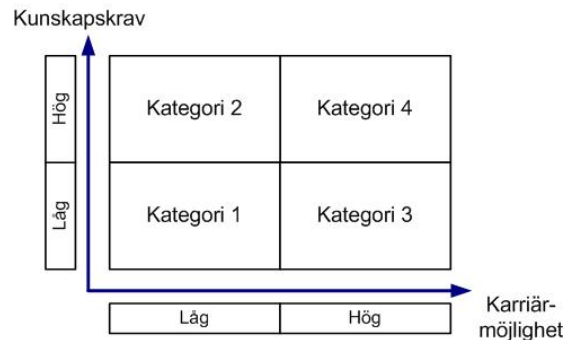 Kunskapskrav
Hög
Kategori 2
Kategori 4
Låg
Kategori 1
Kategori 3
Låg
Hög
Karriär-
möjlighet